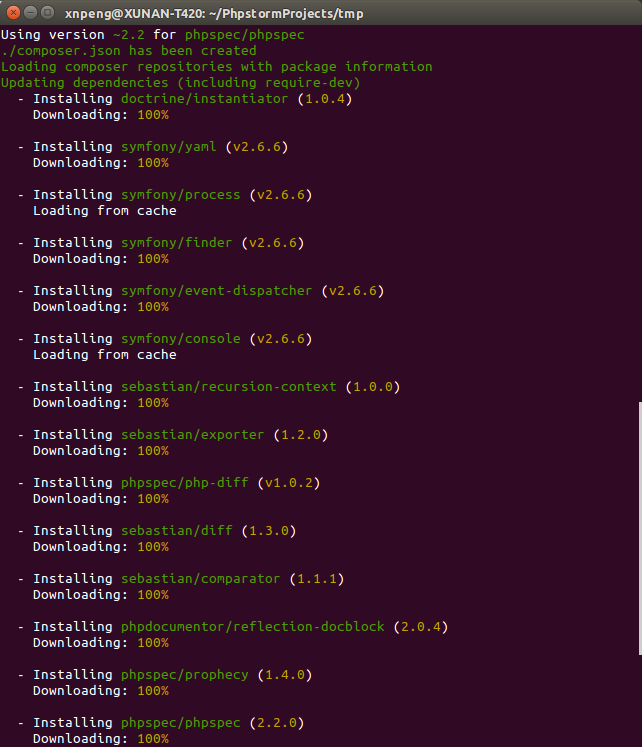 xnpeng@XUNAN-T420: ~/PhpstormProjects/tmp
Using version ~2.2 for phpspec/phpspec
./composer.json has been created
Loading composer repositories with package information
Updating dependencies (including require-dev)
- Installing doctrine/instantiator (1.0.4)
Downloading: 100%
- Installing symfony/yaml (v2.6.6)
Downloading: 100%
- Installing symfony/process (v2.6.6)
Loading from cache
- Installing symfony/finder (v2.6.6)
Downloading: 100%
- Installing symfony/event-dispatcher (v2.6.6)
Downloading: 100%
- Installing symfony/console (v2.6.6)
Loading from cache
- Installing sebastian/recursion-context (1.0.0)
Downloading: 100%
- Installing sebastian/exporter (1.2.0)
Downloading: 100%
- Installing phpspec/php-diff (v1.0.2)
Downloading: 100%
- Installing sebastian/diff (1.3.0)
Downloading: 100%
- Installing sebastian/comparator (1.1.1)
Downloading: 100%
- Installing phpdocumentor/reflection-docblock (2.0.4)
Downloading: 100%
- Installing phpspec/prophecy (1.4.0)
Downloading: 100%
- Installing phpspec/phpspec (2.2.0)
Downloading: 100%